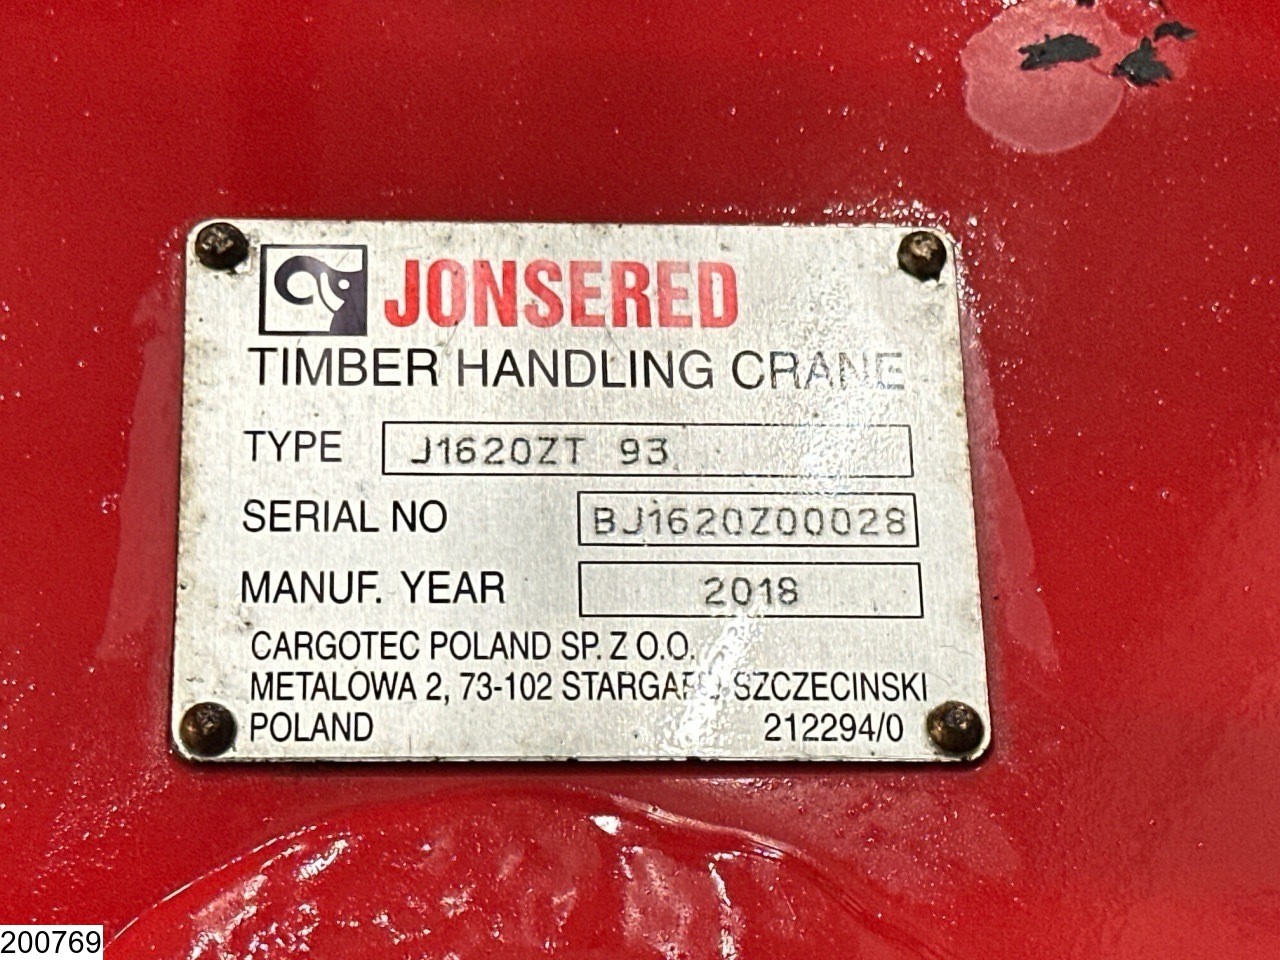 JONSERED
TIMBER HANDLING CRANE
TYPE J1620ZT 93
SERIAL NO BJ1620Z00028
MANUF. YEAR 2018
CARGOTEC POLAND SP. Z O.O.
METALOWA 2, 73-102 STARGARD SZCZECINSKI
POLAND 212294/0
200769